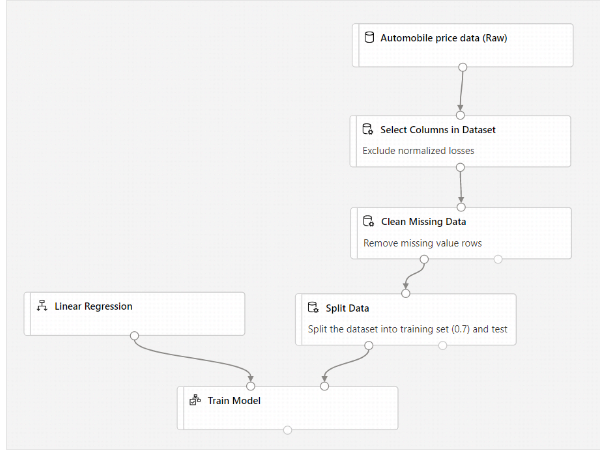 Automobile price data (Raw)
Select Columns in Dataset
Exclude normalized losses
Clean Missing Data
Remove missing value rows
Linear Regression
Split Data
Split the dataset into training set (0.7) and test
Train Model